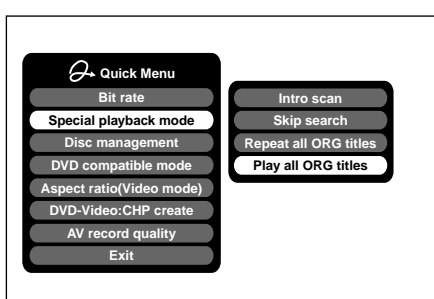 Quick Menu
Bit rate
Special playback mode
Disc management
DVD compatible mode
Aspect ratio(Video mode)
DVD-Video:CHP create
AV record quality
Exit
Intro scan
Skip search
Repeat all ORG titles
Play all ORG titles